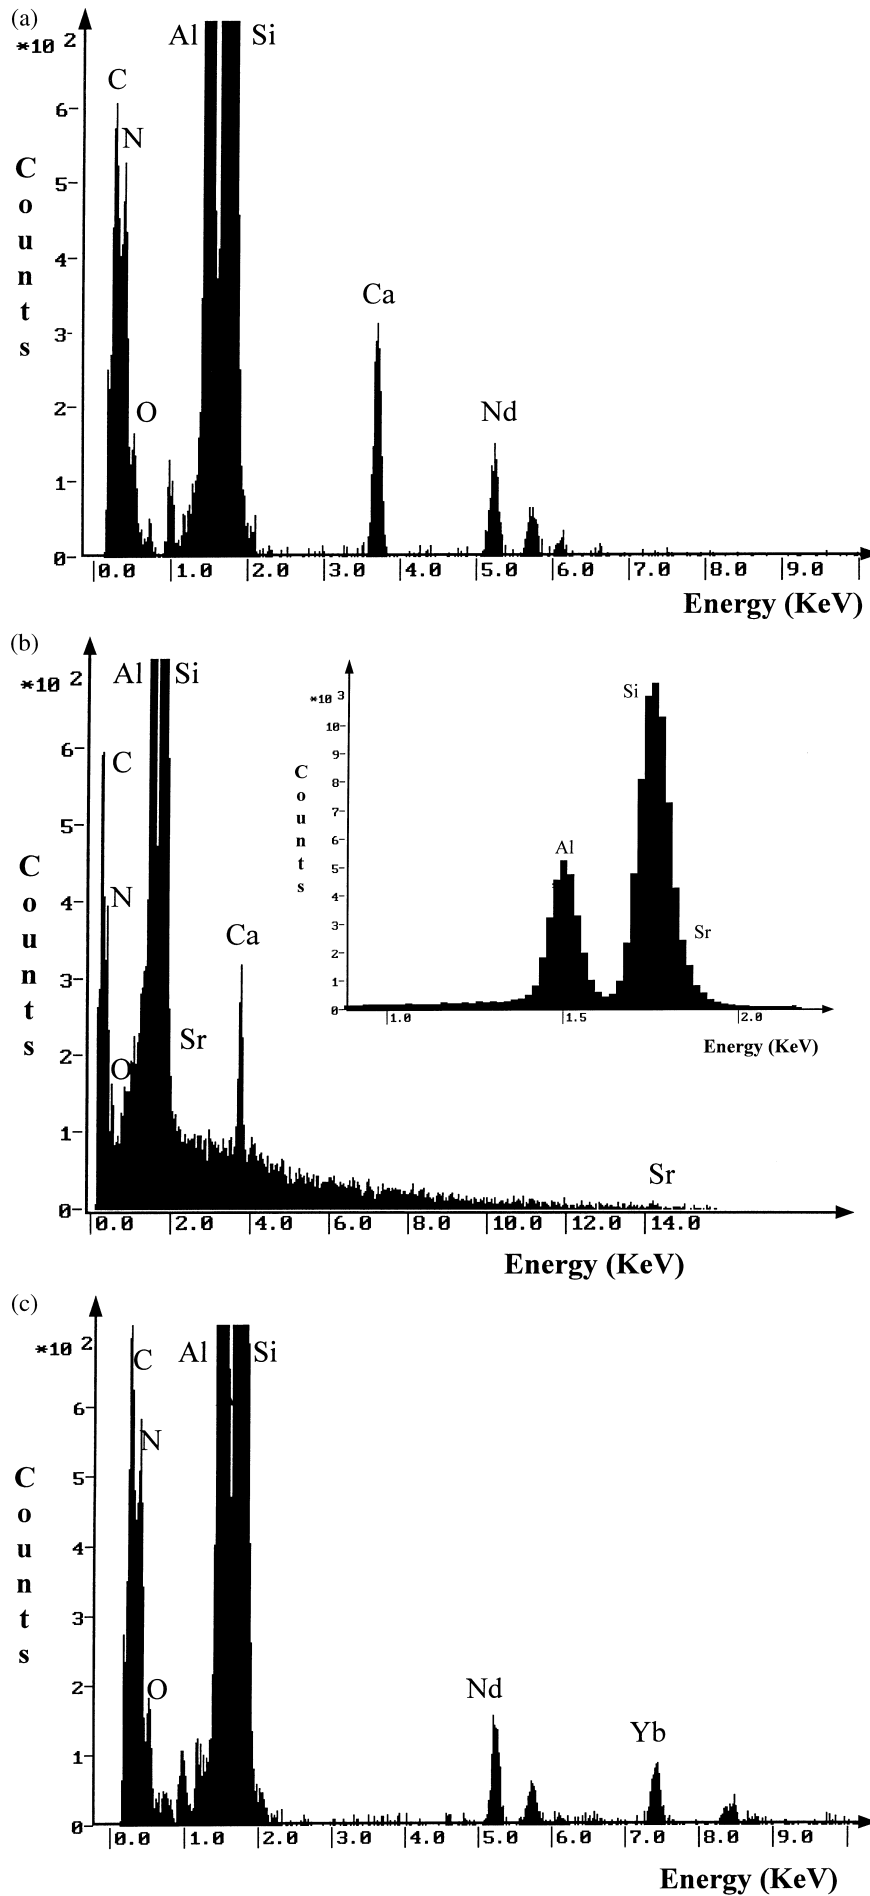 (a)
*10 2
Al Si
C
N
O
Ca
Nd
Counts
6
5
4
3
2
1
0
0.0 1.0 2.0 3.0 4.0 5.0 6.0 7.0 8.0 9.0
Energy (KeV)
(b)
*10 2
Al Si
C
N
O
Sr
Ca
Sr
Counts
6
5
4
3
2
1
0
0.0 2.0 4.0 6.0 8.0 10.0 12.0 14.0
Energy (KeV)
*10 3
Si
Al
Sr
Counts
10
9
8
7
6
5
4
3
2
1
0
1.0 1.5 2.0
Energy (KeV)
(c)
*10 2
C Al Si
N
O
Nd
Yb
Counts
6
5
4
3
2
1
0
0.0 1.0 2.0 3.0 4.0 5.0 6.0 7.0 8.0 9.0
Energy (KeV)